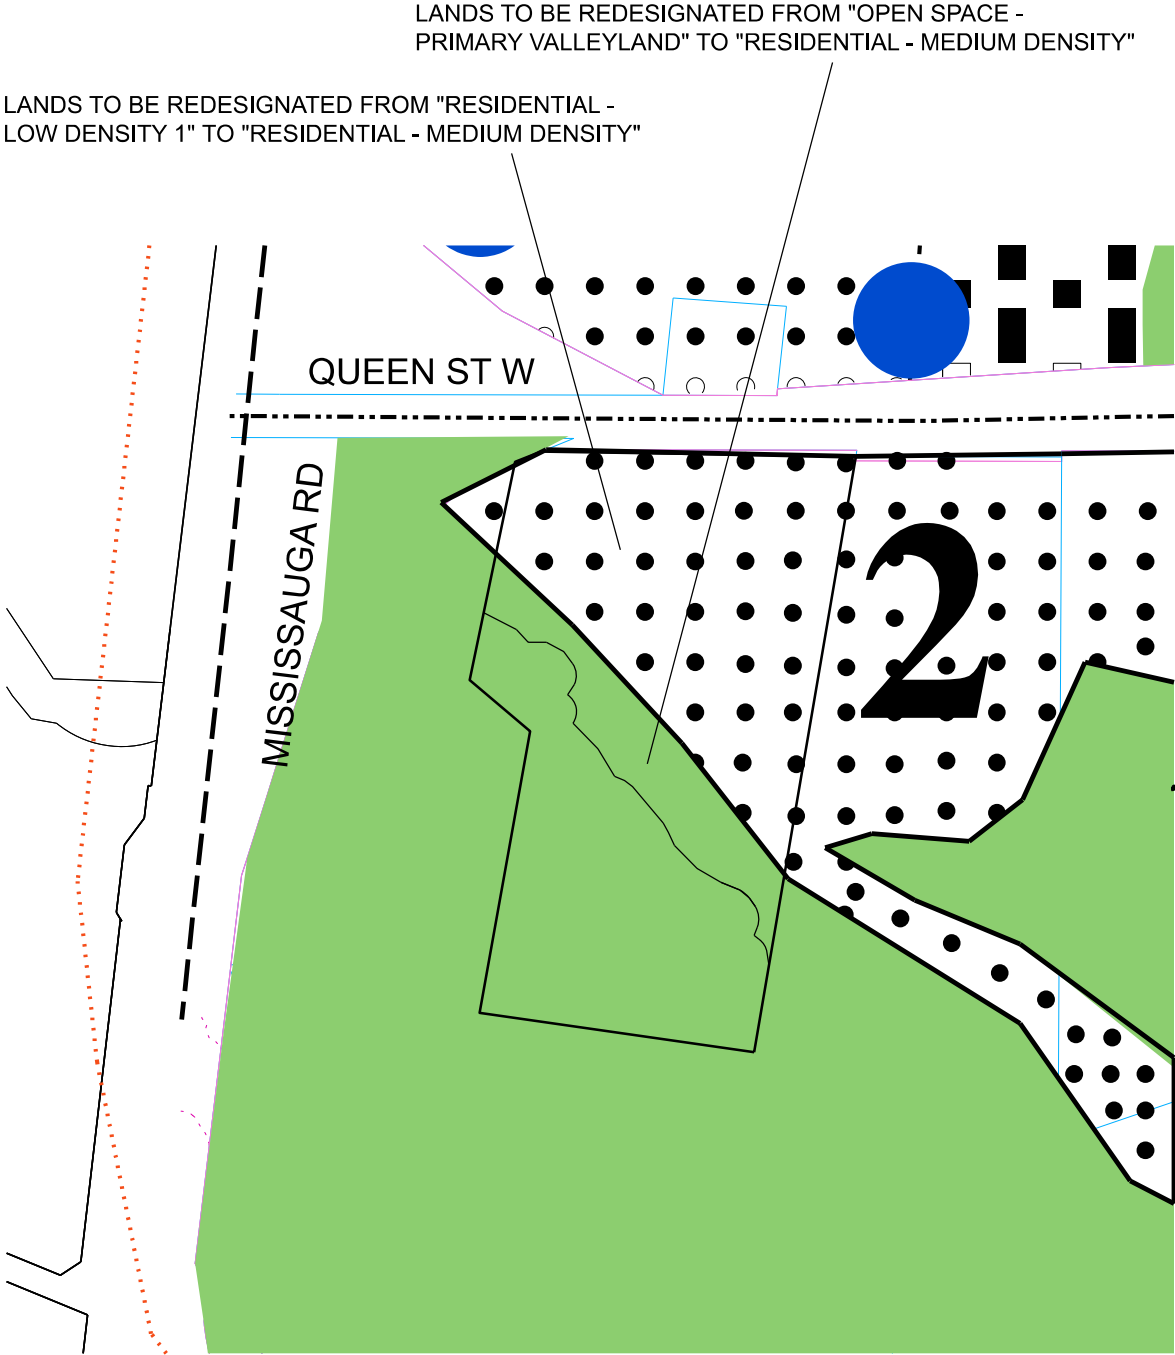 LANDS TO BE REDESIGNATED FROM "OPEN SPACE -
PRIMARY VALLEYLAND" TO "RESIDENTIAL - MEDIUM DENSITY"
LANDS TO BE REDESIGNATED FROM "RESIDENTIAL -
LOW DENSITY 1" TO "RESIDENTIAL - MEDIUM DENSITY"
QUEEN ST W
MISSISSAUGA RD
2